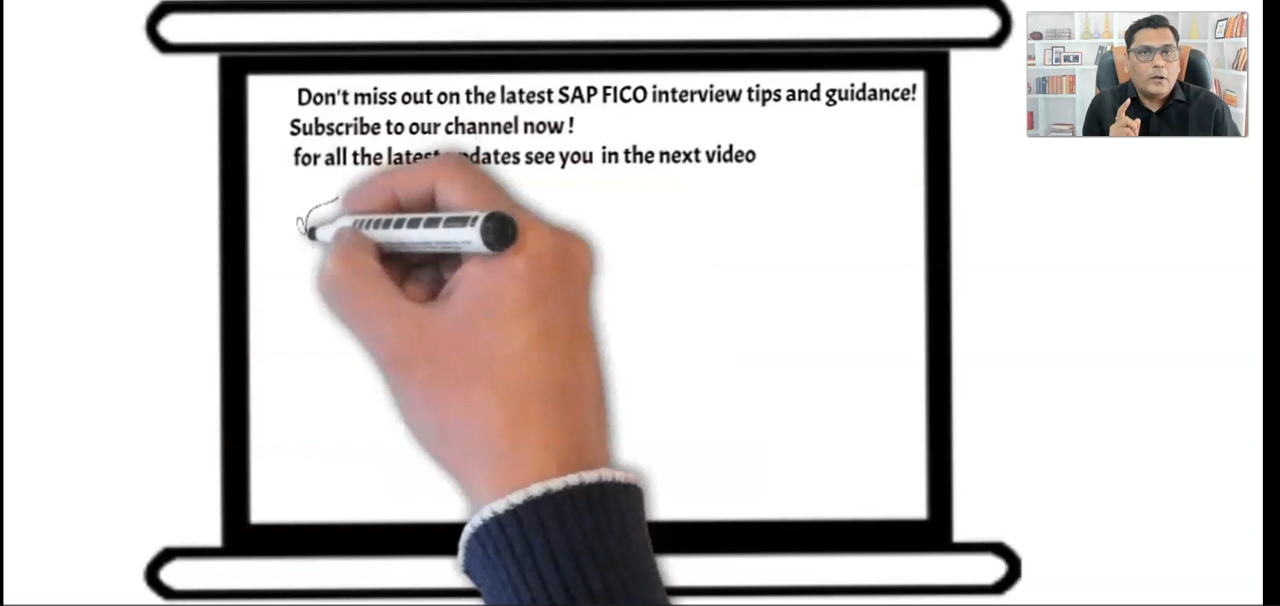 Don't miss out on the latest SAP FICO interview tips and guidance!
Subscribe to our channel now !
for all the latest updates see you in the next video